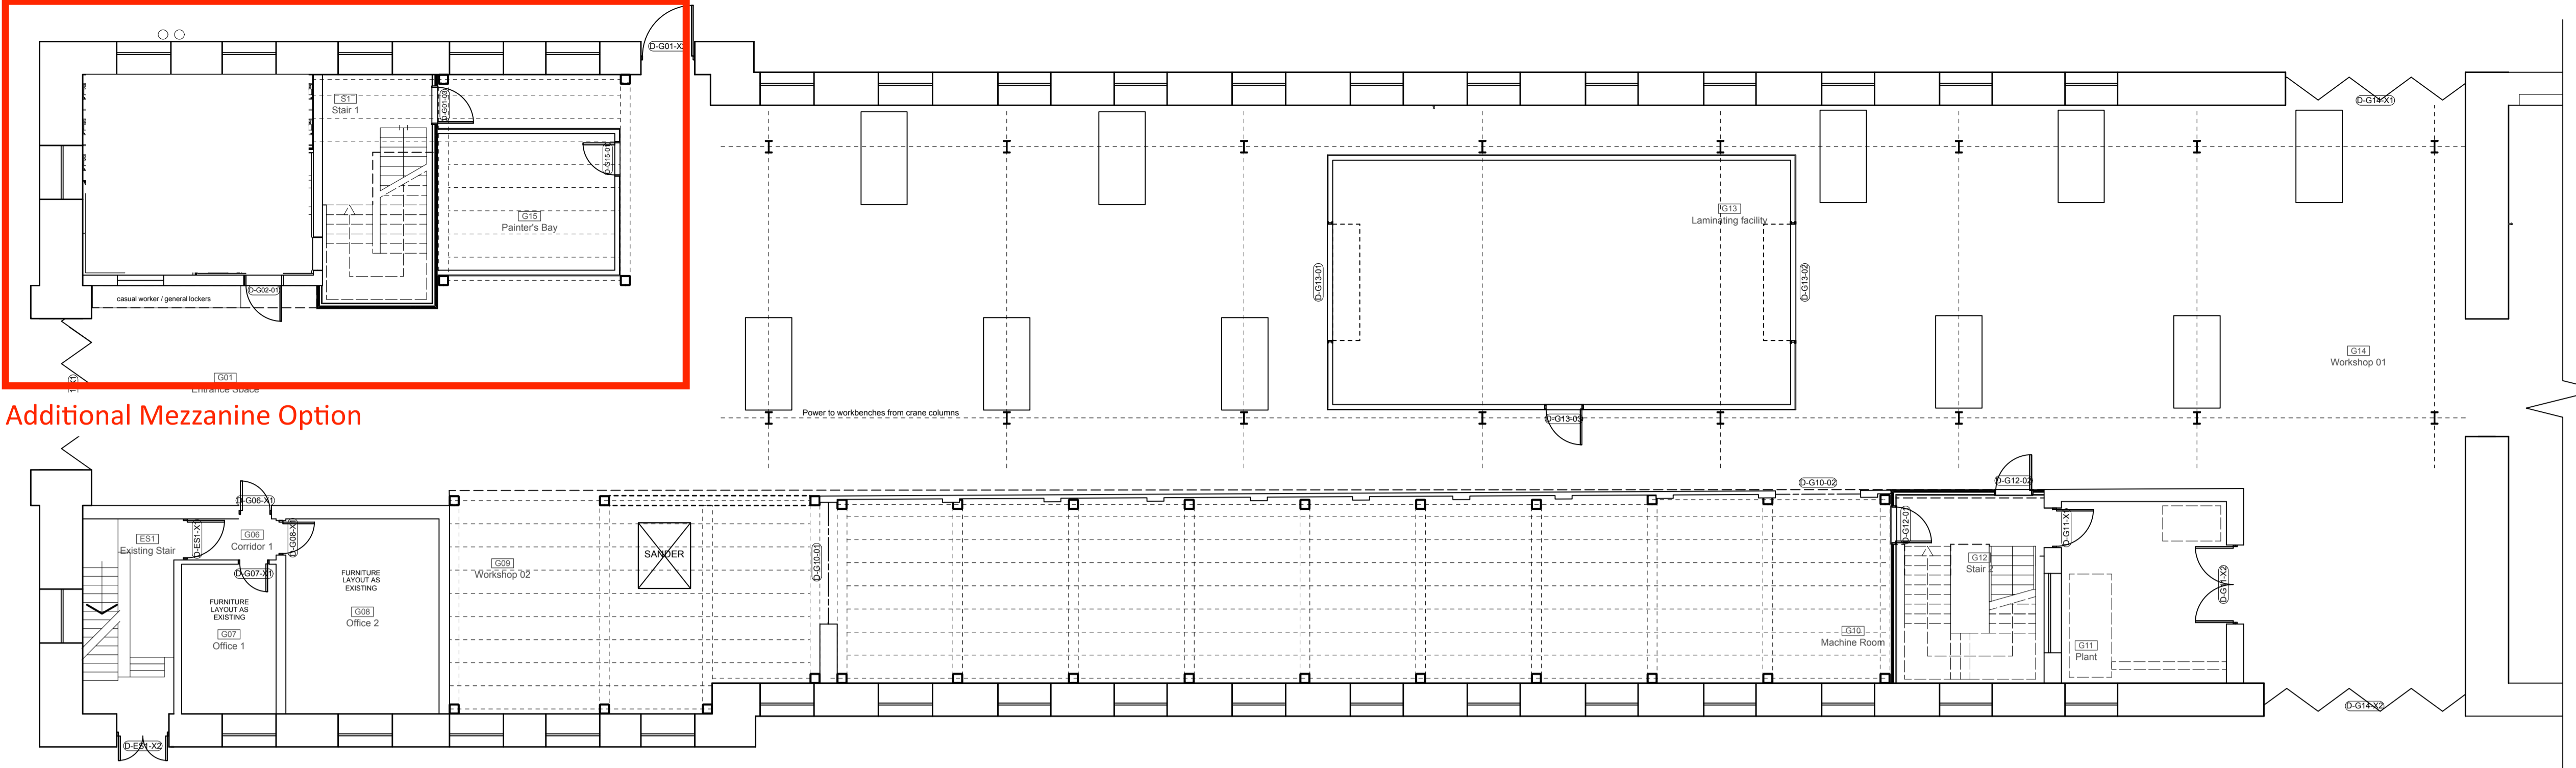 D-G01-X2
S1
Stair 1
D-G01-03
D-G15-01
G15
Painter's Bay
D-G02-01
casual worker / general lockers
G01
Entrance Space
Additional Mezzanine Option
D-G14-X1
G13
Laminating facility
D-G13-01
D-G13-02
D-G13-03
Power to workbenches from crane columns
G14
Workshop 01
D-G06-X1
ES1
Existing Stair
D-ES1-X1
G06
Corridor 1
D-G08-X1
D-G07-X1
FURNITURE
LAYOUT AS
EXISTING
G07
Office 1
FURNITURE
LAYOUT AS
EXISTING
G08
Office 2
D-ES1-X2
G09
Workshop 02
SANDER
D-G10-01
D-G10-02
G10
Machine Room
D-G12-01
D-G12-02
G12
Stair 2
D-G11-X1
G11
Plant
D-G11-X2
D-G14-X2